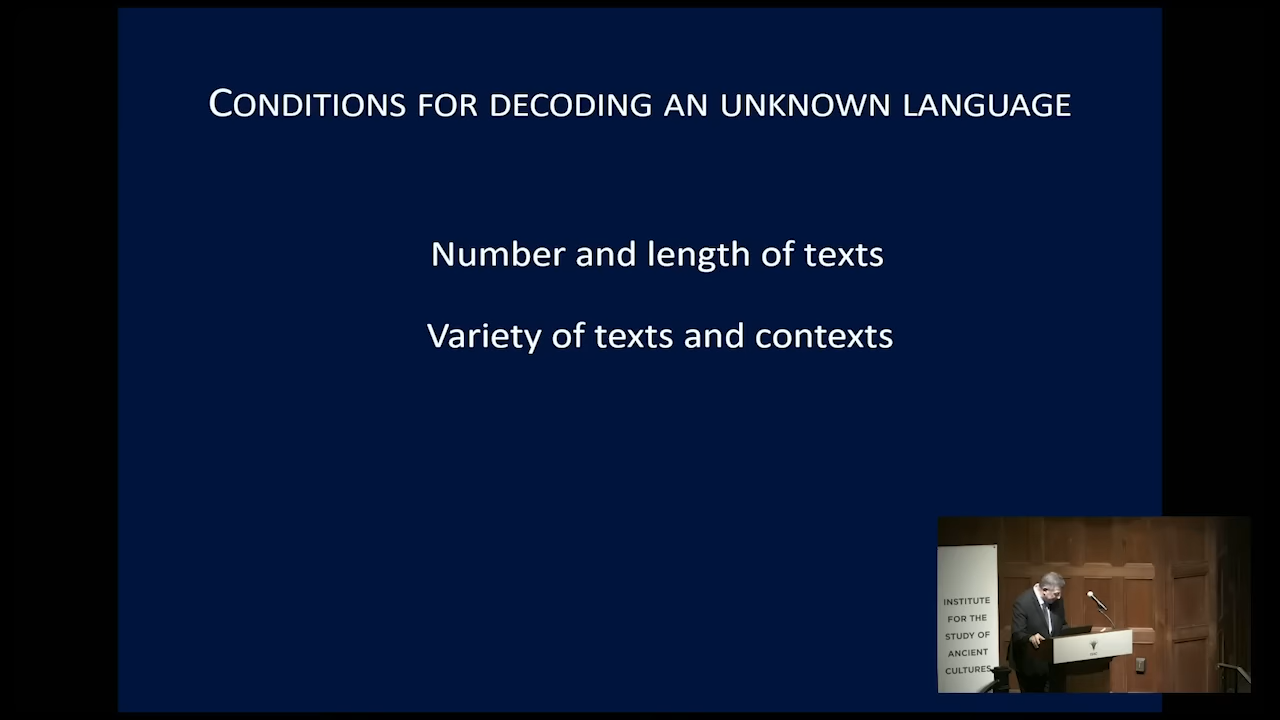 CONDITIONS FOR DECODING AN UNKNOWN LANGUAGE
Number and length of texts
Variety of texts and contexts
INSTITUTE
FOR THE
STUDY OF
ANCIENT
CULTURES